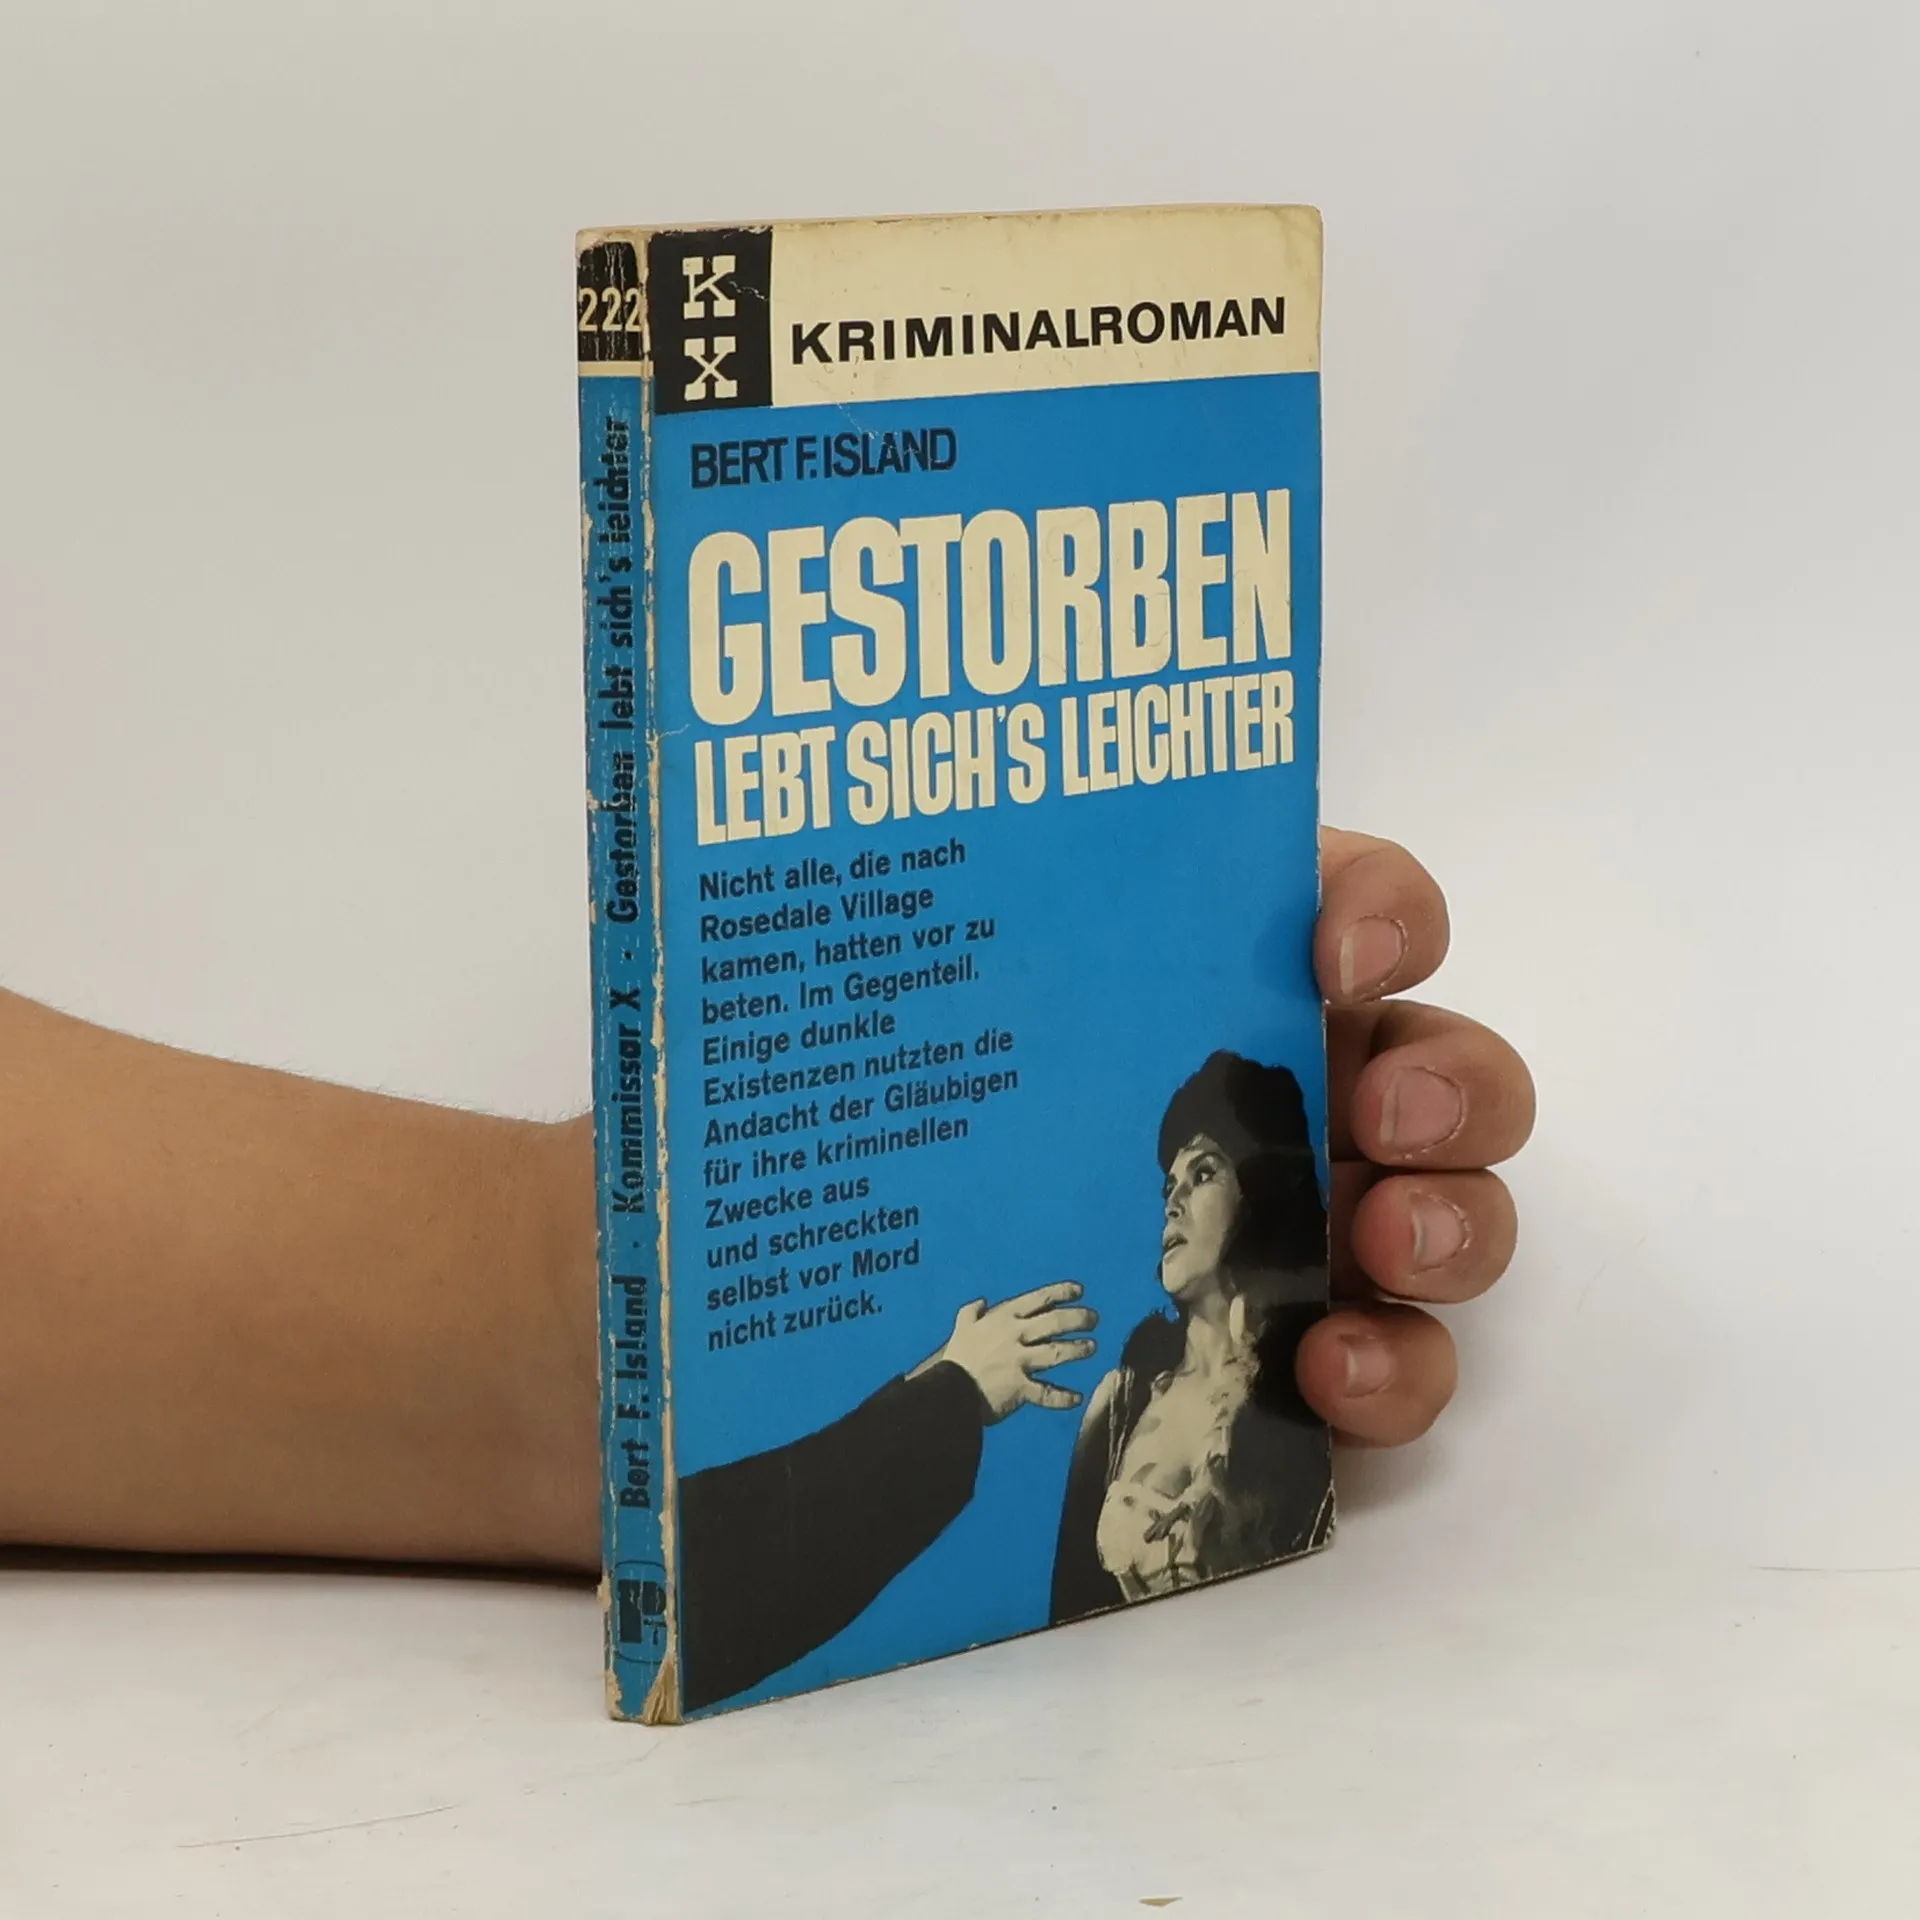 222
K
X
KRIMINALROMAN
BERT F. ISLAND
GESTORBEN
LEBT SICH'S LEICHTER
Nicht alle, die nach
Rosedale Village
kamen, hatten vor zu
beten. Im Gegenteil.
Einige dunkle
Existenzen nutzten die
Andacht der Gläubigen
für ihre kriminellen
Zwecke aus
und schreckten
selbst vor Mord
nicht zurück.
Bert F. Island · Kommissar X · Gestorben lebt sich's leichter